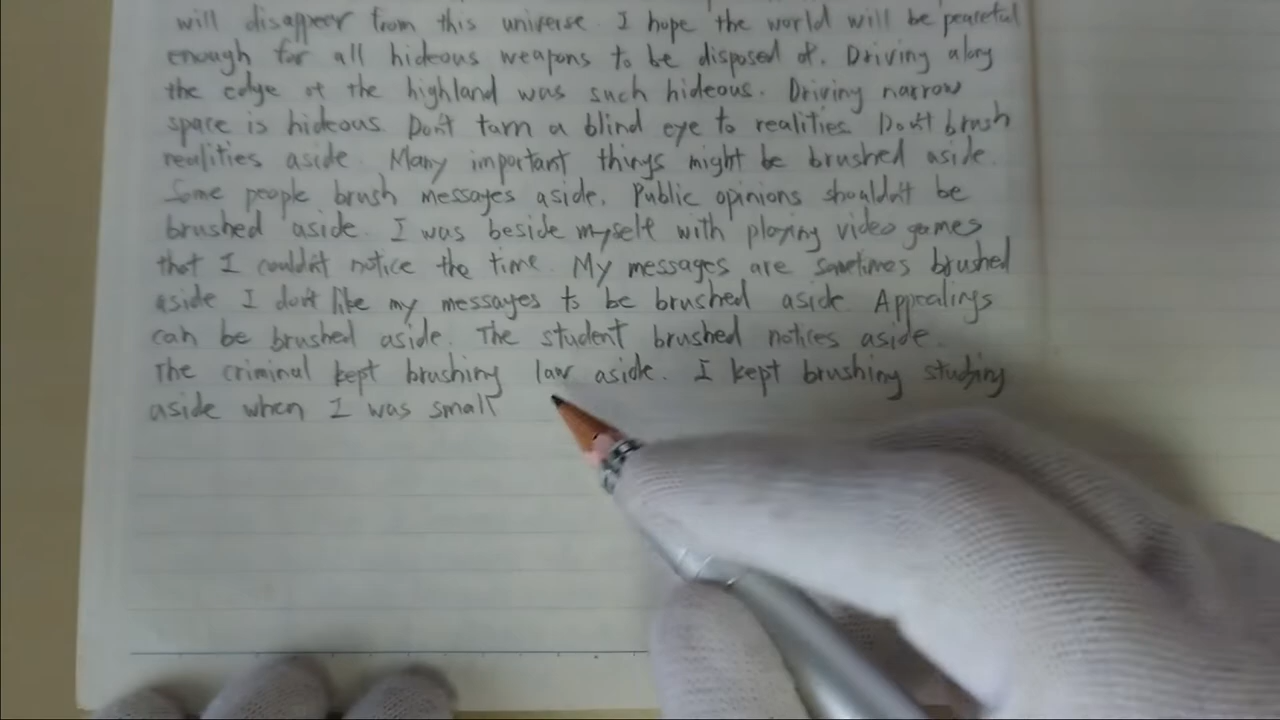 will disappeer from this universe. I hope the world will be peaceful
enough for all hideous weapons to be disposed of. Driving along
the edge of the highland was such hideous. Driving narrow
space is hideous. Don't turn a blind eye to realities. Don't brush
realities aside. Many important things might be brushed aside.
Some people brush messages aside. Public opinions shouldn't be
brushed aside. I was beside myself with playing video games
that I couldn't notice the time. My messages are sometimes brushed
aside I don't like my messages to be brushed aside. Appealings
can be brushed aside. The student brushed notices aside.
The criminal kept brushing law aside. I kept brushing studying
aside when I was small